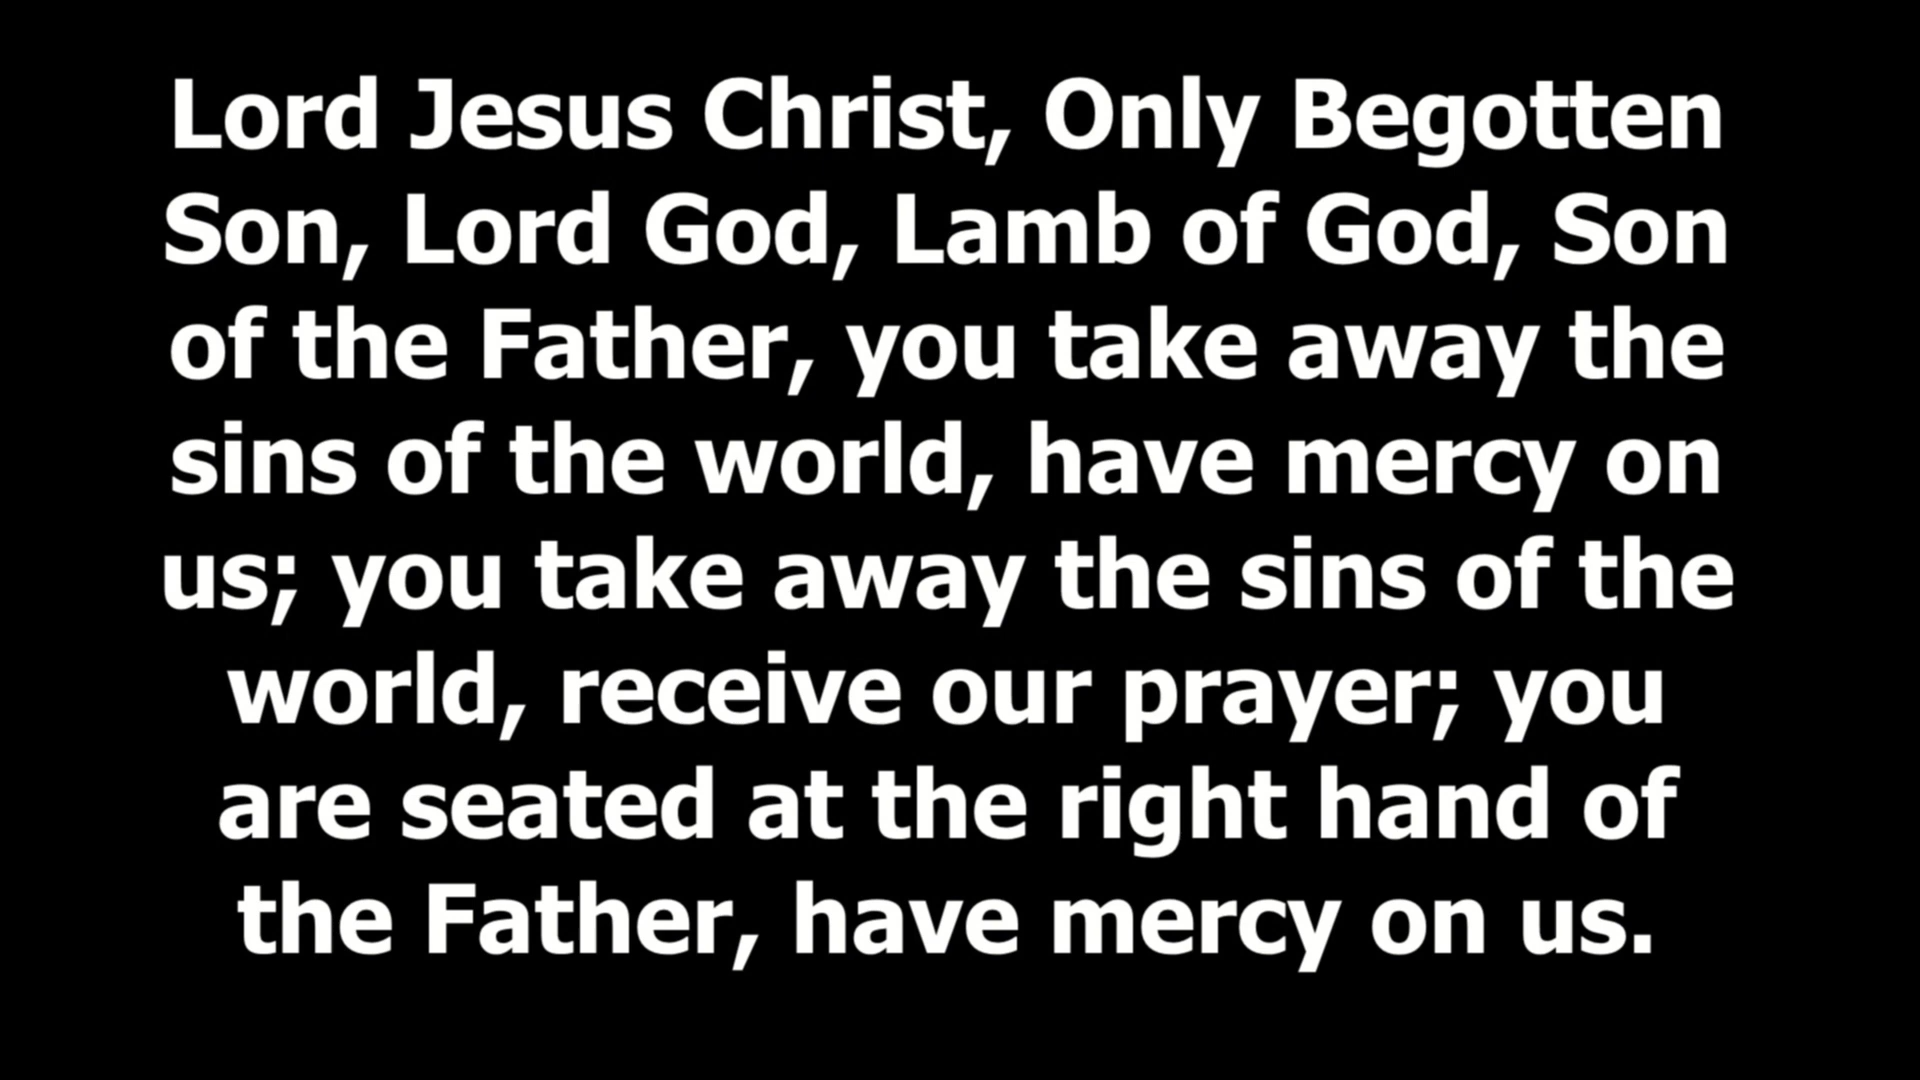 Lord Jesus Christ, Only Begotten
Son, Lord God, Lamb of God, Son
of the Father, you take away the
sins of the world, have mercy on
us; you take away the sins of the
world, receive our prayer; you
are seated at the right hand of
the Father, have mercy on us.